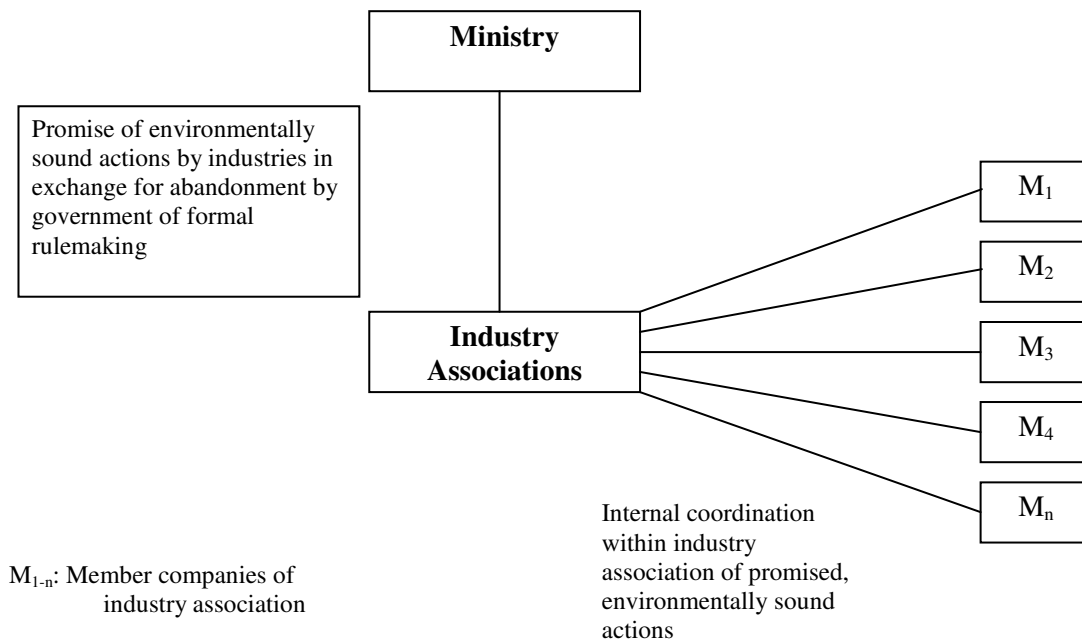 Ministry
Promise of environmentally
sound actions by industries in
exchange for abandonment by
government of formal
rulemaking
M1
M2
Industry
Associations
M3
M4
Mn
Internal coordination
within industry
association of promised,
environmentally sound
actions
M1-n: Member companies of
industry association